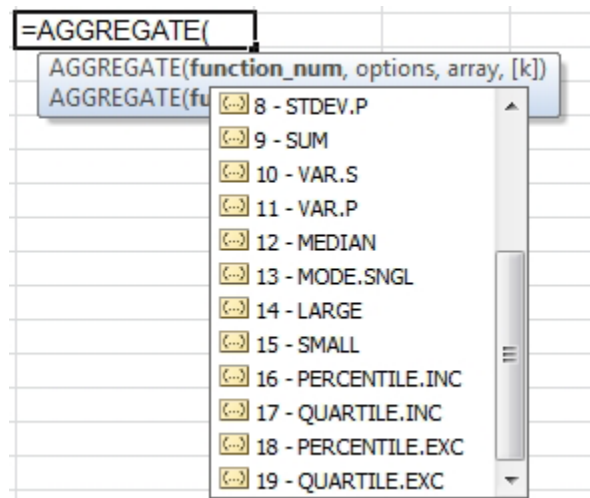 =AGGREGATE(
AGGREGATE(function_num, options, array, [k])
AGGREGATE(fu
8 - STDEV.P
9 - SUM
10 - VAR.S
11 - VAR.P
12 - MEDIAN
13 - MODE.SNGL
14 - LARGE
15 - SMALL
16 - PERCENTILE.INC
17 - QUARTILE.INC
18 - PERCENTILE.EXC
19 - QUARTILE.EXC